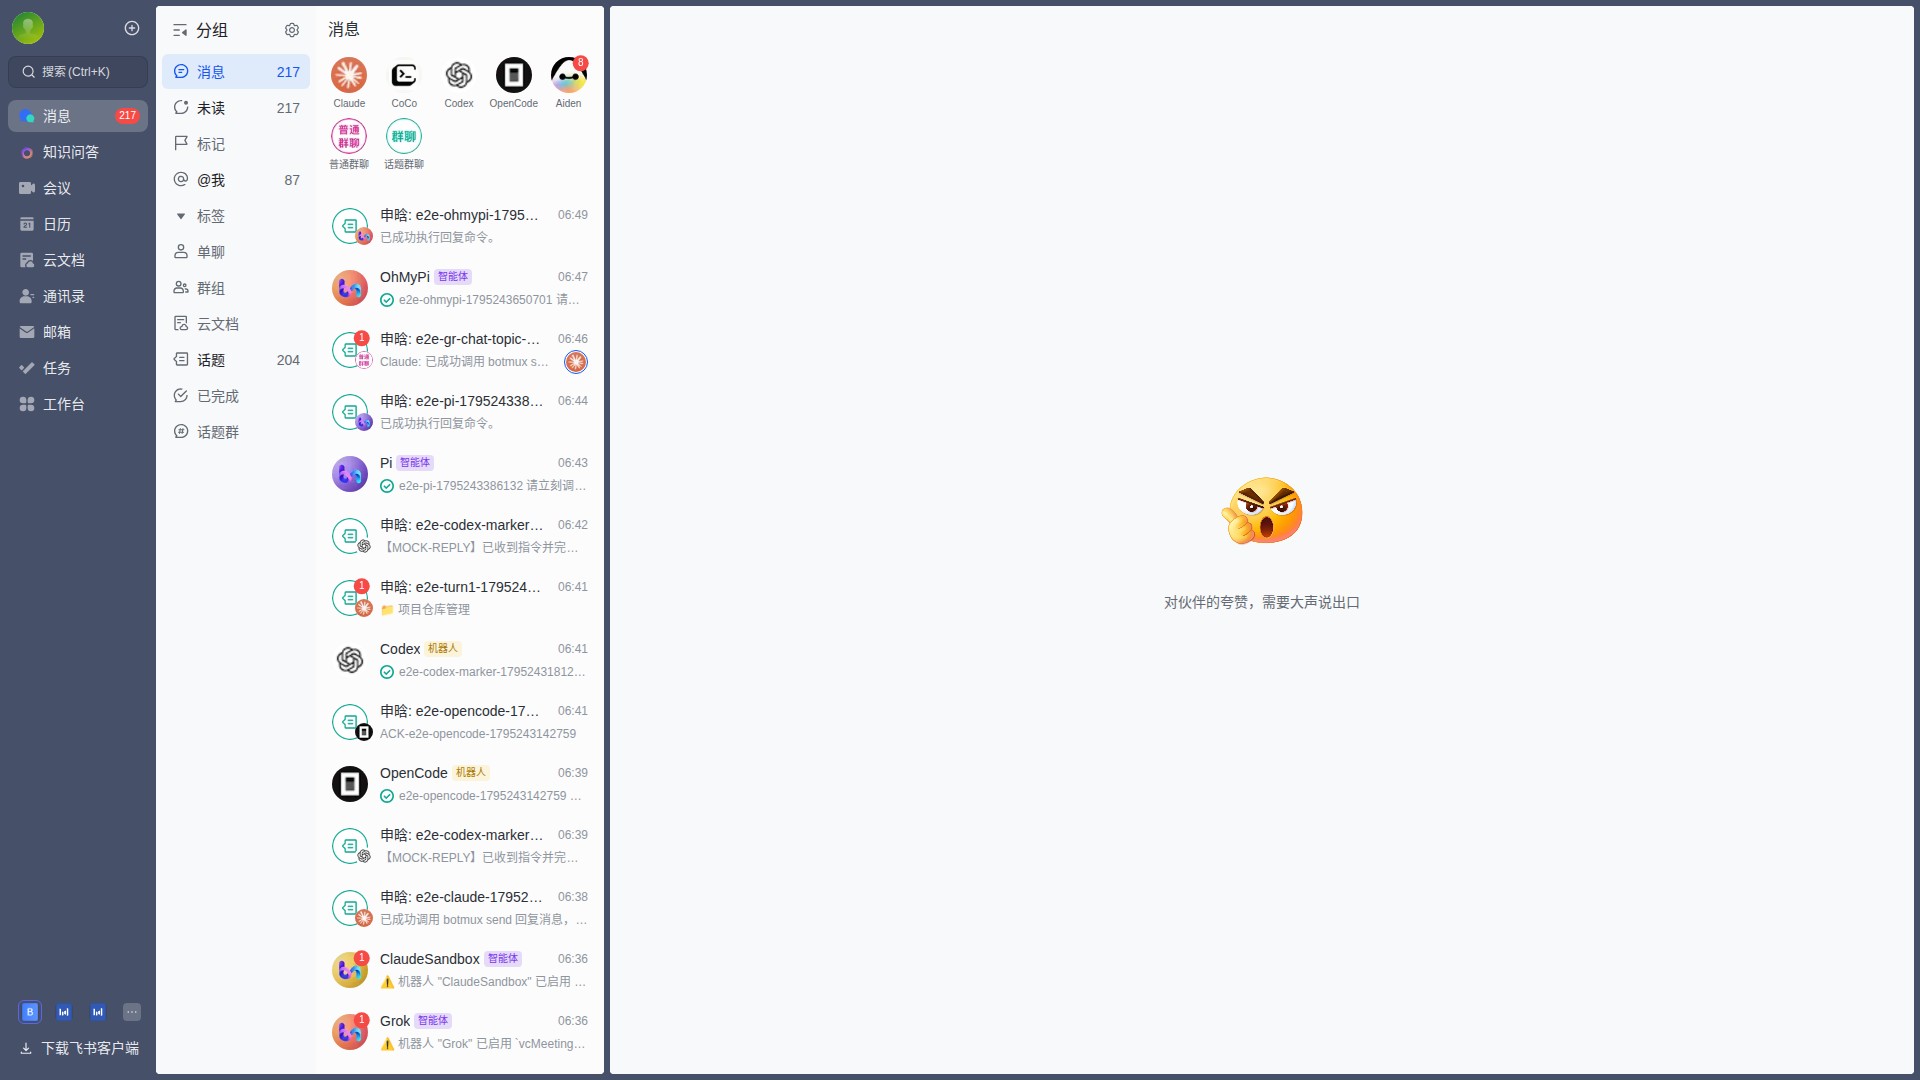 搜索 (Ctrl+K)
消息 217
知识问答
会议
日历
云文档
通讯录
邮箱
任务
工作台
下载飞书客户端
分组
消息 217
未读 217
标记
@我 87
标签
单聊
群组
云文档
话题 204
已完成
话题群
消息
8
Claude CoCo Codex OpenCode Aiden
普通群聊 群聊
普通群聊 话题群聊
申晗: e2e-ohmypi-1795... 06:49
已成功执行回复命令。
OhMyPi 智能体 06:47
e2e-ohmypi-1795243650701 请...
1
申晗: e2e-gr-chat-topic-... 06:46
Claude: 已成功调用 botmux s...
申晗: e2e-pi-179524338... 06:44
已成功执行回复命令。
Pi 智能体 06:43
e2e-pi-1795243386132 请立刻调...
申晗: e2e-codex-marker... 06:42
【MOCK-REPLY】已收到指令并完...
1
申晗: e2e-turn1-179524... 06:41
项目仓库管理
Codex 机器人 06:41
e2e-codex-marker-17952431812...
申晗: e2e-opencode-17... 06:41
ACK-e2e-opencode-1795243142759
OpenCode 机器人 06:39
e2e-opencode-1795243142759 ...
申晗: e2e-codex-marker... 06:39
【MOCK-REPLY】已收到指令并完...
申晗: e2e-claude-17952... 06:38
已成功调用 botmux send 回复消息，...
1
ClaudeSandbox 智能体 06:36
机器人 "ClaudeSandbox" 已启用 ...
1
Grok 智能体 06:36
机器人 "Grok" 已启用 `vcMeeting...
对伙伴的夸赞，需要大声说出口
B